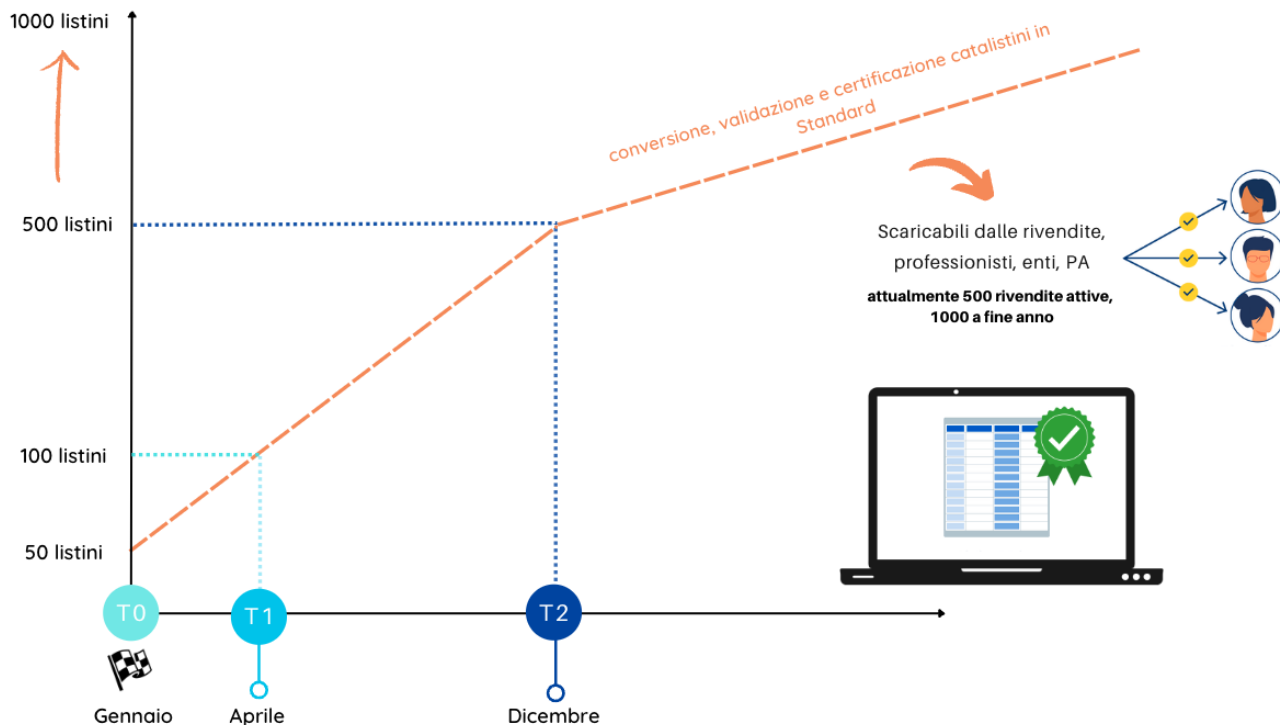 1000 listini
conversione, validazione e certificazione catalistini in
Standard
500 listini
Scaricabili dalle rivendite,
professionisti, enti, PA
attualmente 500 rivendite attive,
1000 a fine anno
100 listini
50 listini
T0
T1
T2
Gennaio
Aprile
Dicembre